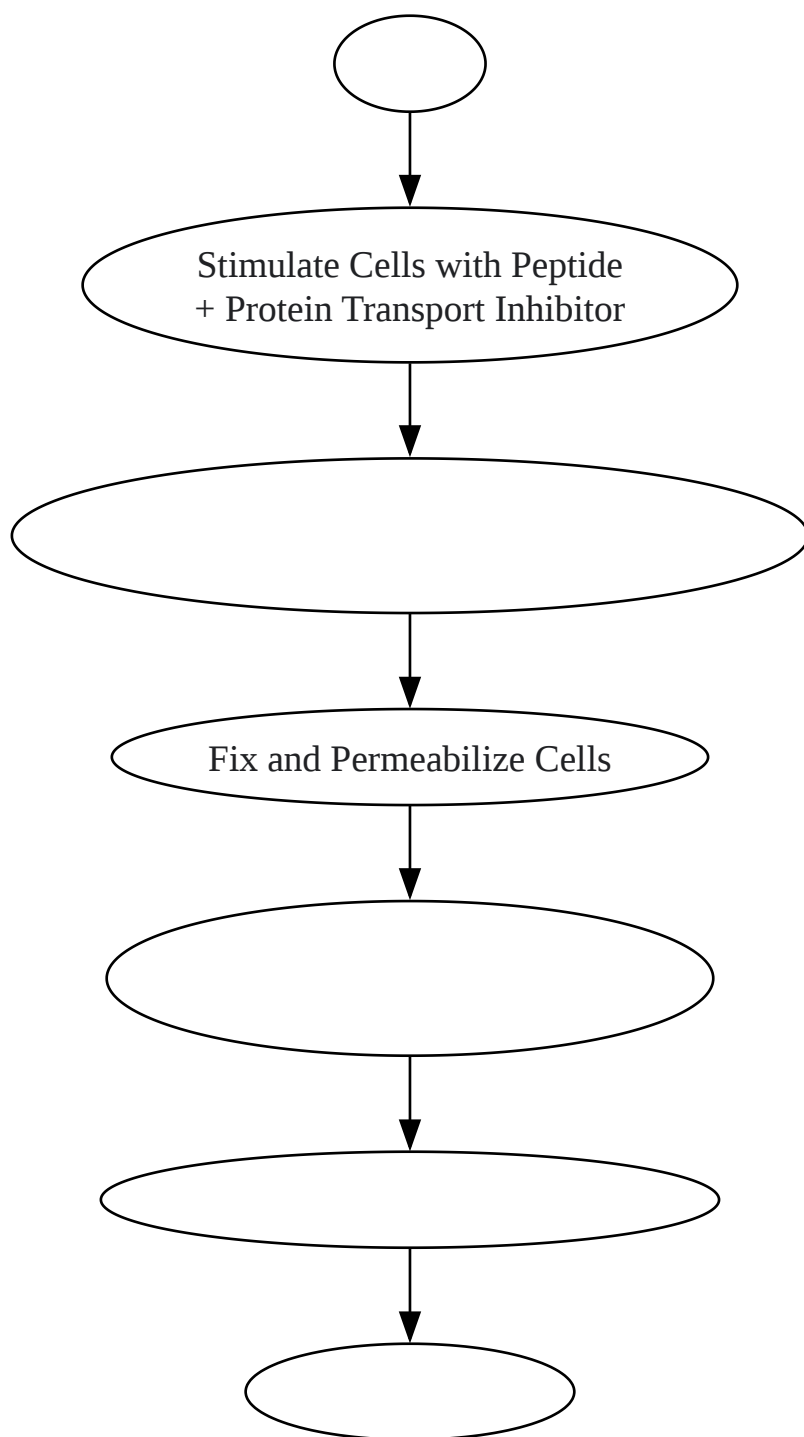 Stimulate Cells with Peptide
+ Protein Transport Inhibitor
Fix and Permeabilize Cells